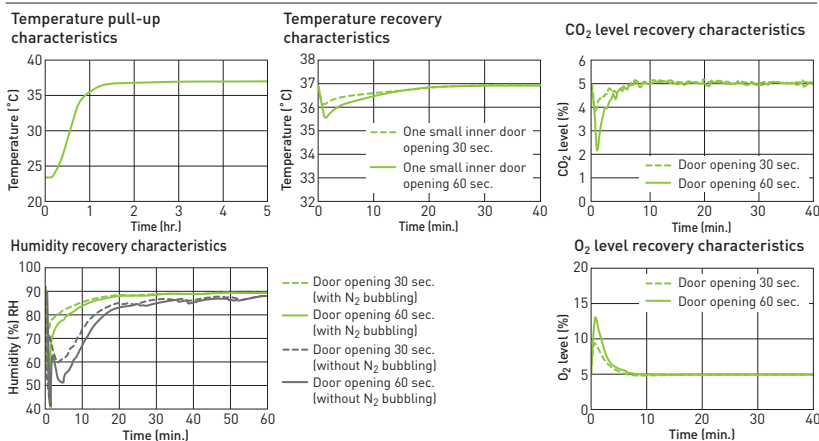 Temperature pull-up
characteristics
40
35
30
25
20
Temperature (°C)
0
1
2
3
4
5
Time (hr.)
Temperature recovery
characteristics
38
37
36
35
34
33
32
Temperature (°C)
One small inner door
opening 30 sec.
One small inner door
opening 60 sec.
0
10
20
30
40
Time (min.)
CO₂ level recovery characteristics
6
5
4
3
2
1
0
CO₂ level (%)
Door opening 30 sec.
Door opening 60 sec.
0
10
20
30
40
Time (min.)
Humidity recovery characteristics
100
90
80
70
60
50
40
Humidity (%) RH
0
10
20
30
40
50
60
Time (min.)
Door opening 30 sec.
(with N₂ bubbling)
Door opening 60 sec.
(with N₂ bubbling)
Door opening 30 sec.
(without N₂ bubbling)
Door opening 60 sec.
(without N₂ bubbling)
O₂ level recovery characteristics
20
15
10
5
0
O₂ level (%)
Door opening 30 sec.
Door opening 60 sec.
0
10
20
30
40
Time (min.)